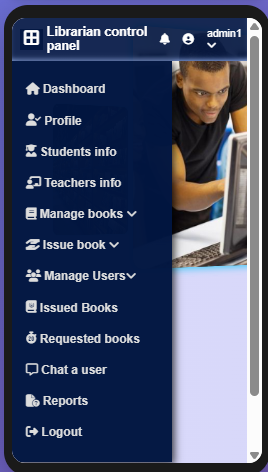 Librarian control
panel
admin1
Dashboard
Profile
Students info
Teachers info
Manage books
Issue book
Manage Users
Issued Books
Requested books
Chat a user
Reports
Logout